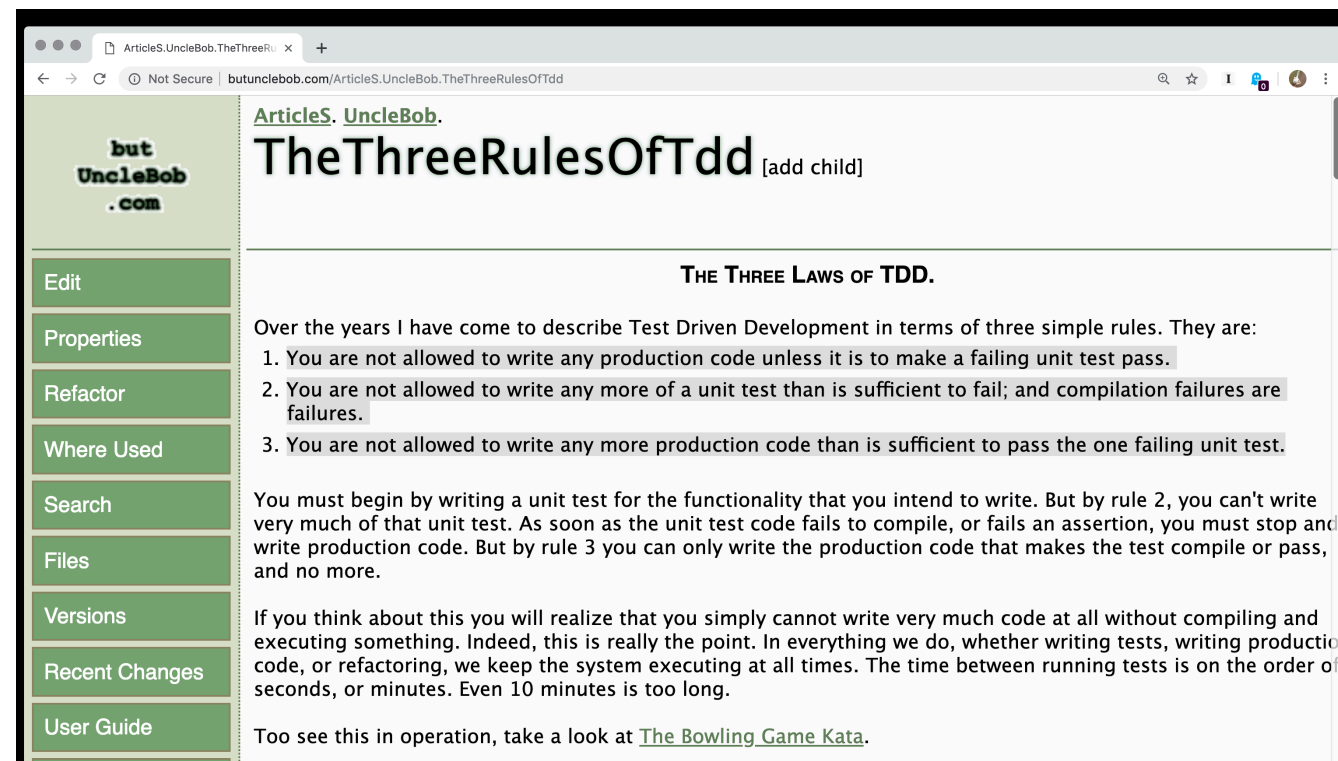 ArticleS.UncleBob.TheThreeRu
Not Secure
butunclebob.com/ArticleS.UncleBob.TheThreeRulesOfTdd
I
0
but
UncleBob
.com
Edit
Properties
Refactor
Where Used
Search
Files
Versions
Recent Changes
User Guide
ArticleS. UncleBob.
TheThreeRulesOfTdd [add child]
The Three Laws of TDD.
Over the years I have come to describe Test Driven Development in terms of three simple rules. They are:
1. You are not allowed to write any production code unless it is to make a failing unit test pass.
2. You are not allowed to write any more of a unit test than is sufficient to fail; and compilation failures are
failures.
3. You are not allowed to write any more production code than is sufficient to pass the one failing unit test.
You must begin by writing a unit test for the functionality that you intend to write. But by rule 2, you can't write
very much of that unit test. As soon as the unit test code fails to compile, or fails an assertion, you must stop and
write production code. But by rule 3 you can only write the production code that makes the test compile or pass,
and no more.
If you think about this you will realize that you simply cannot write very much code at all without compiling and
executing something. Indeed, this is really the point. In everything we do, whether writing tests, writing productio
code, or refactoring, we keep the system executing at all times. The time between running tests is on the order of
seconds, or minutes. Even 10 minutes is too long.
Too see this in operation, take a look at The Bowling Game Kata.